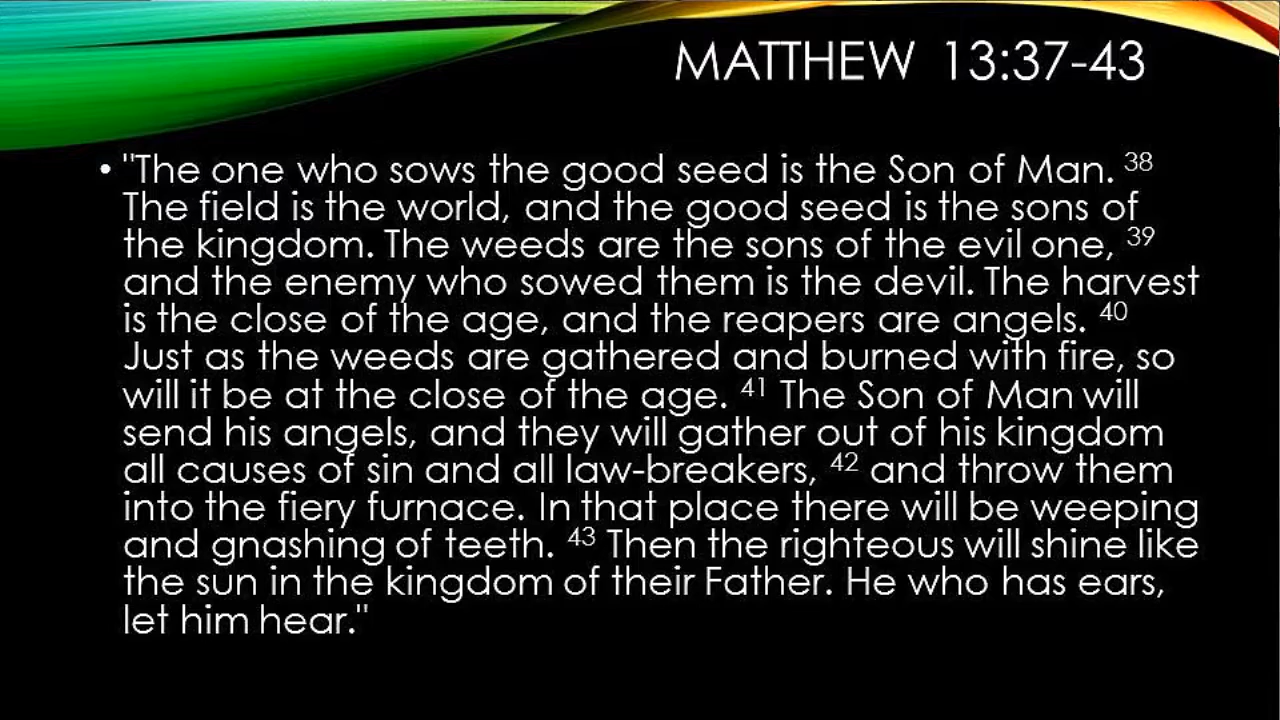 MATTHEW 13:37-43
• "The one who sows the good seed is the Son of Man. 38
The field is the world, and the good seed is the sons of
the kingdom. The weeds are the sons of the evil one, 39
and the enemy who sowed them is the devil. The harvest
is the close of the age, and the reapers are angels. 40
Just as the weeds are gathered and burned with fire, so
will it be at the close of the age. 41 The Son of Man will
send his angels, and they will gather out of his kingdom
all causes of sin and all law-breakers, 42 and throw them
into the fiery furnace. In that place there will be weeping
and gnashing of teeth. 43 Then the righteous will shine like
the sun in the kingdom of their Father. He who has ears,
let him hear."